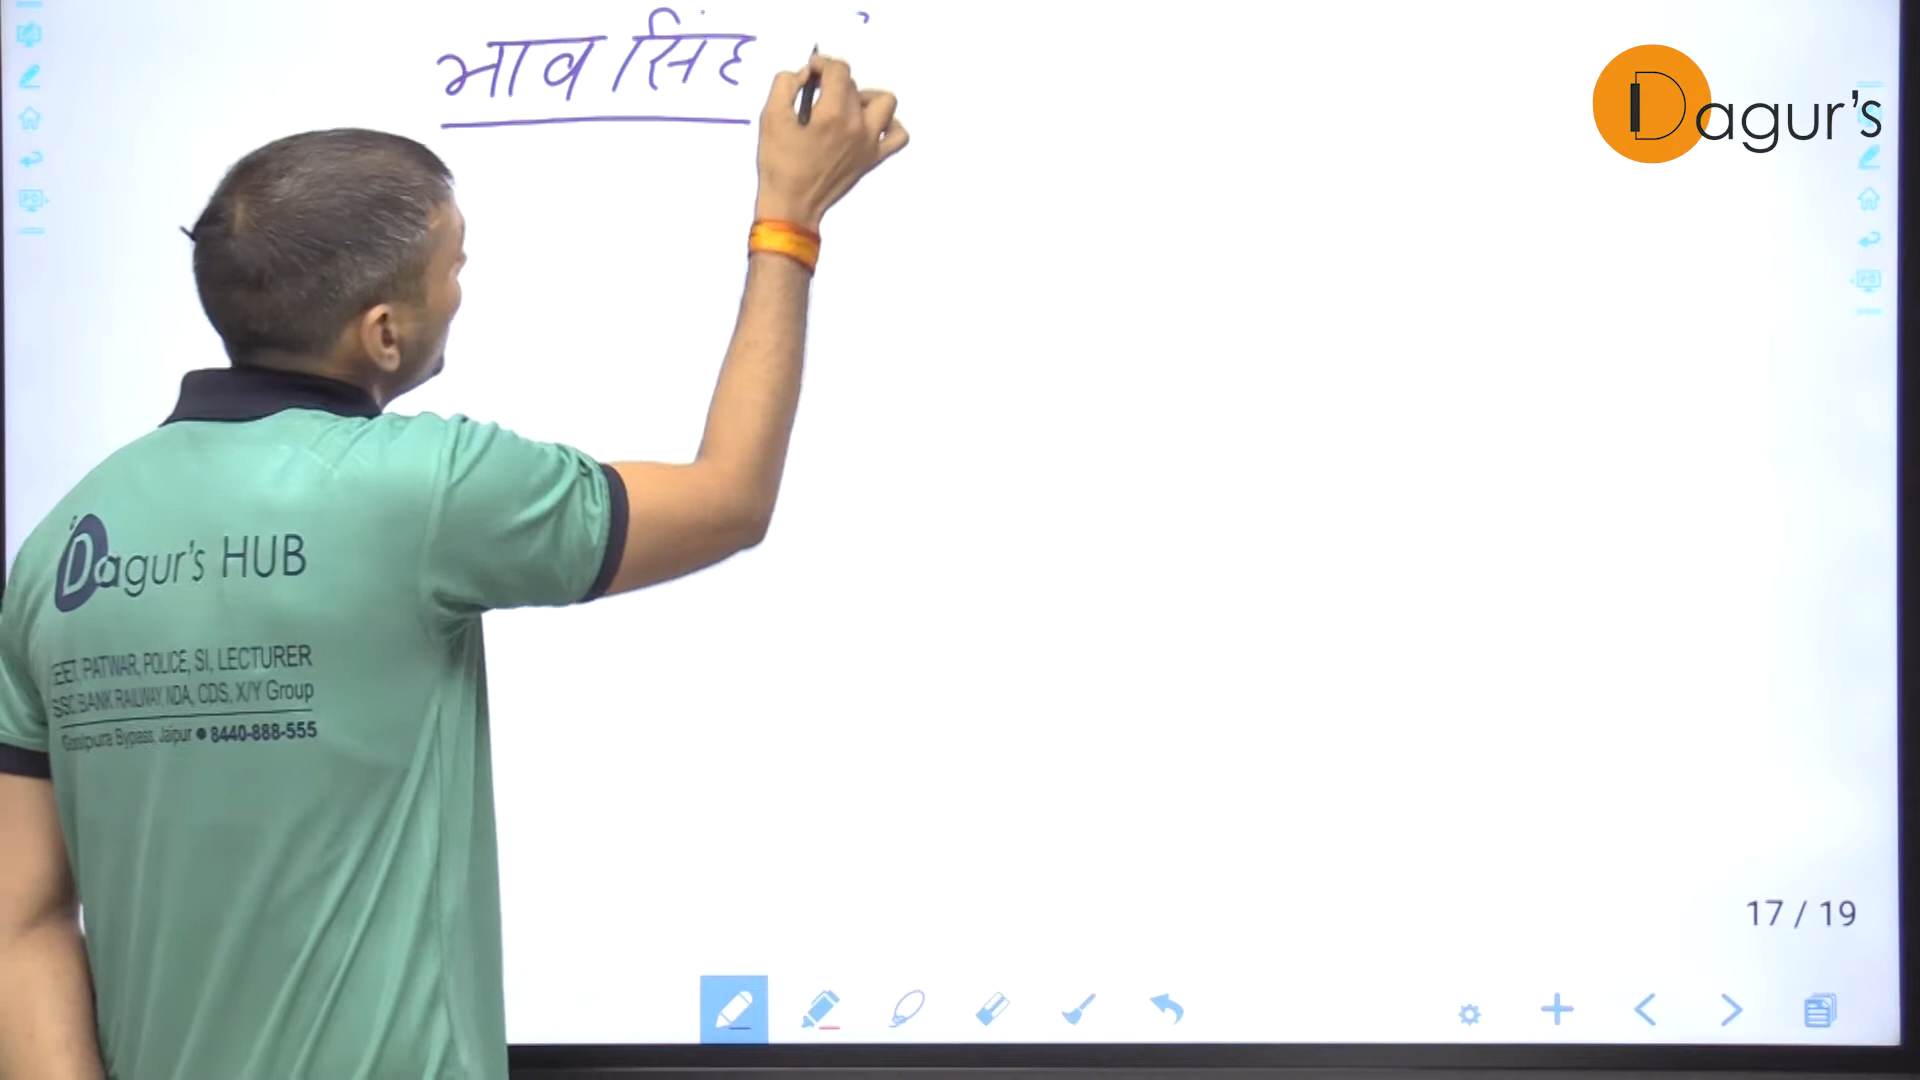 भाव सिंह
Dagur's
Dagur's HUB
PATWAR, POLICE, SI, LECTURER
SSC, BANK RAILWAY, NDA, CDS, X/Y Group
Bypass, Jaipur ● 8440-888-555
17 / 19